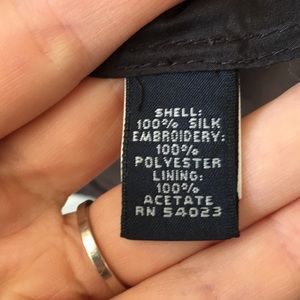 SHELL:
100% SILK
EMBROIDERY:
100%
POLYESTER
LINING:
100%
ACETATE
RN 54023